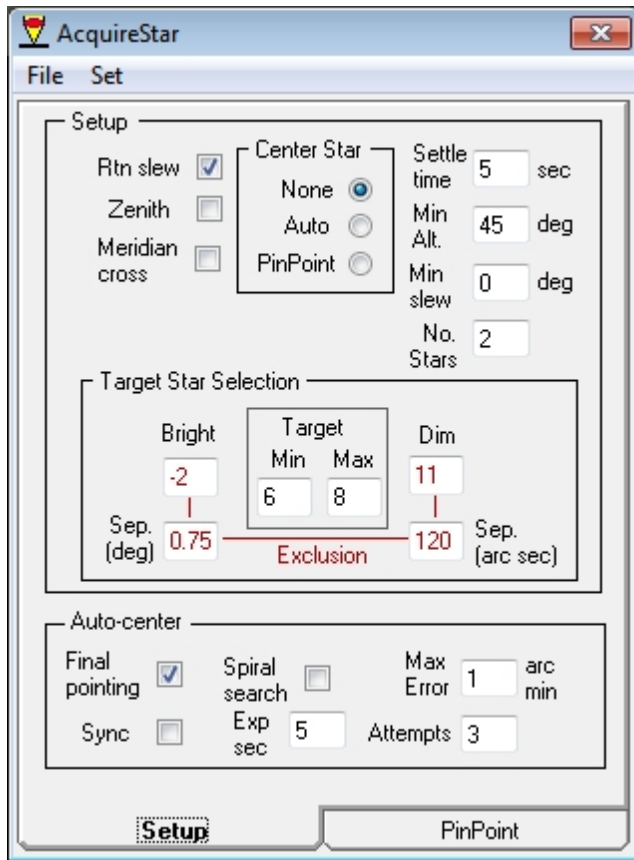 AcquireStar
File Set
Setup
Rtn slew
Zenith
Meridian
cross
Center Star
None
Auto
PinPoint
Settle
time 5 sec
Min
Alt. 45 deg
Min
slew 0 deg
No.
Stars 2
Target Star Selection
Bright
-2
Sep.
(deg) 0.75
Target
Min Max
6 8
Dim
11
120 Sep.
(arc sec)
Exclusion
Auto-center
Final
pointing
Spiral
search
Max
Error 1 arc
min
Sync
Exp
sec 5
Attempts 3
Setup
PinPoint